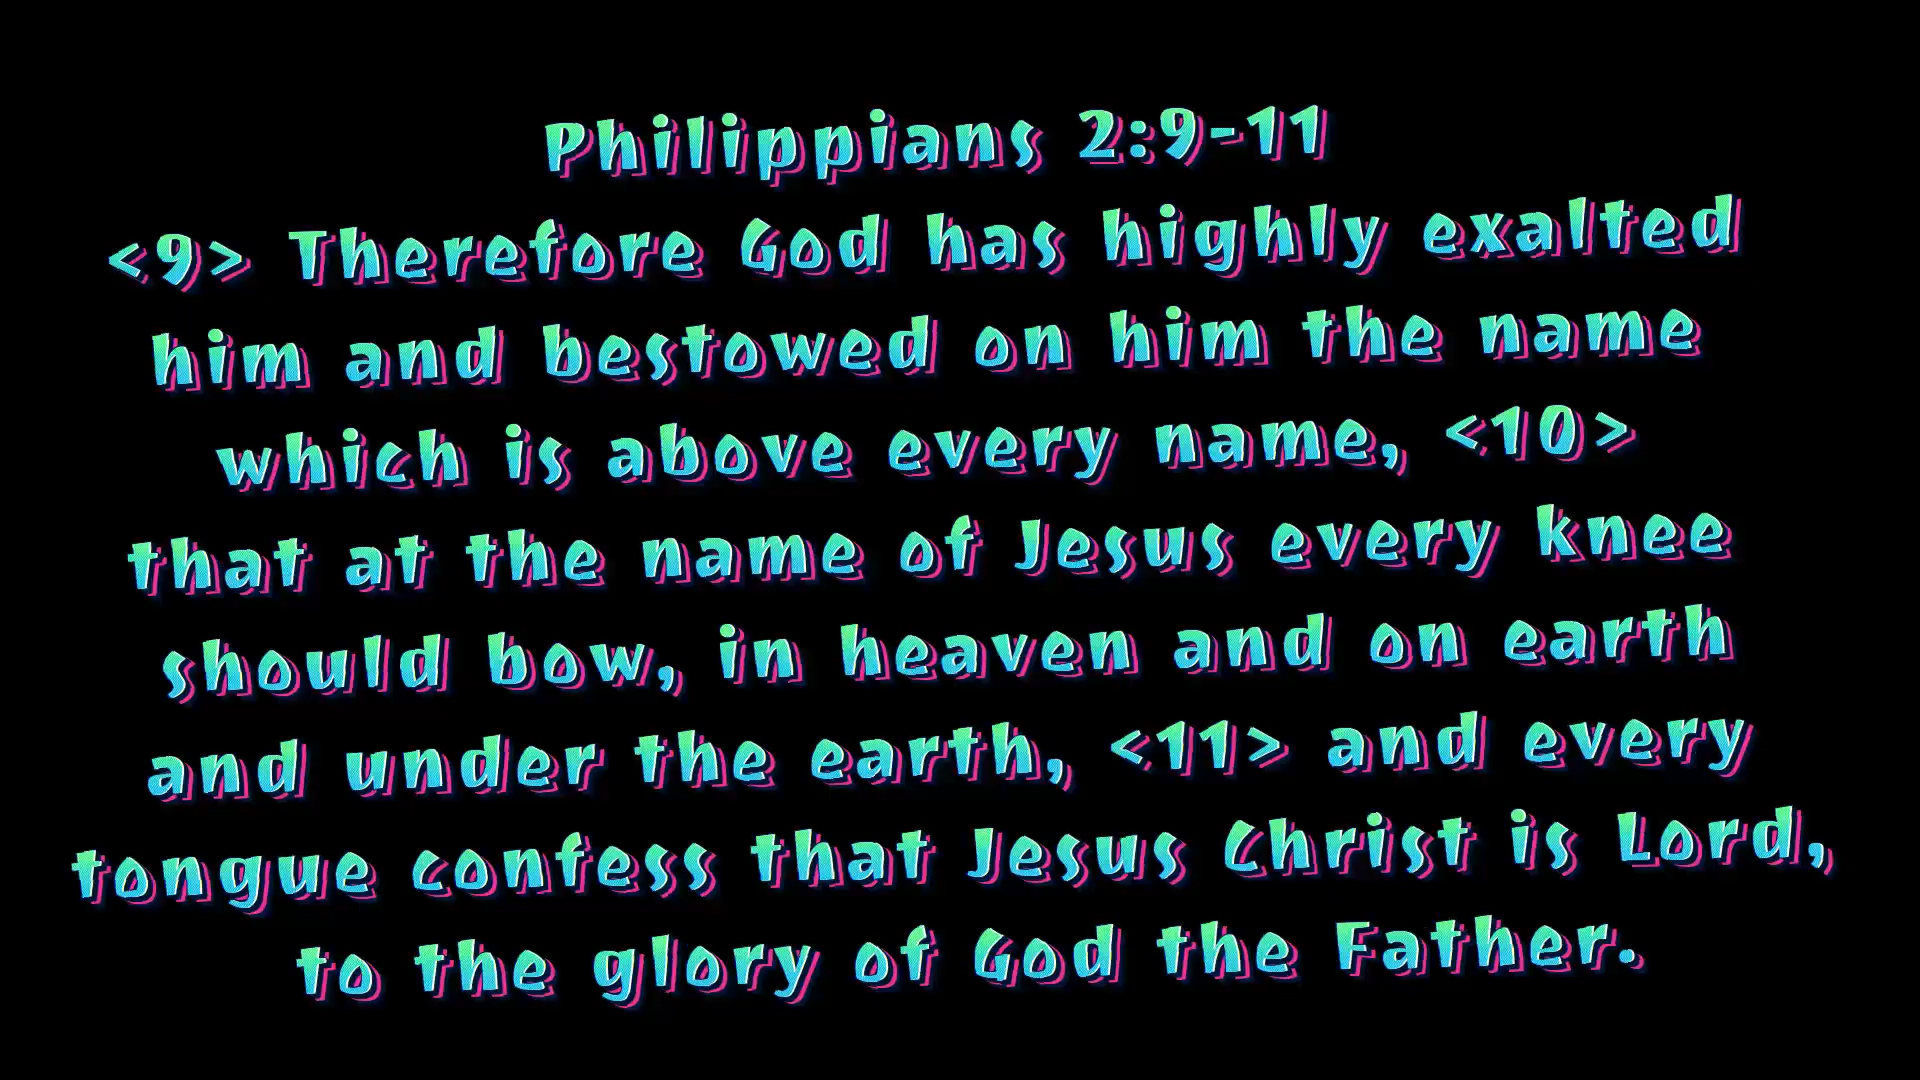 Philippians 2:9-11
<9> Therefore God has highly exalted
him and bestowed on him the name
which is above every name, <10>
that at the name of Jesus every knee
should bow, in heaven and on earth
and under the earth, <11> and every
tongue confess that Jesus Christ is Lord,
to the glory of God the Father.